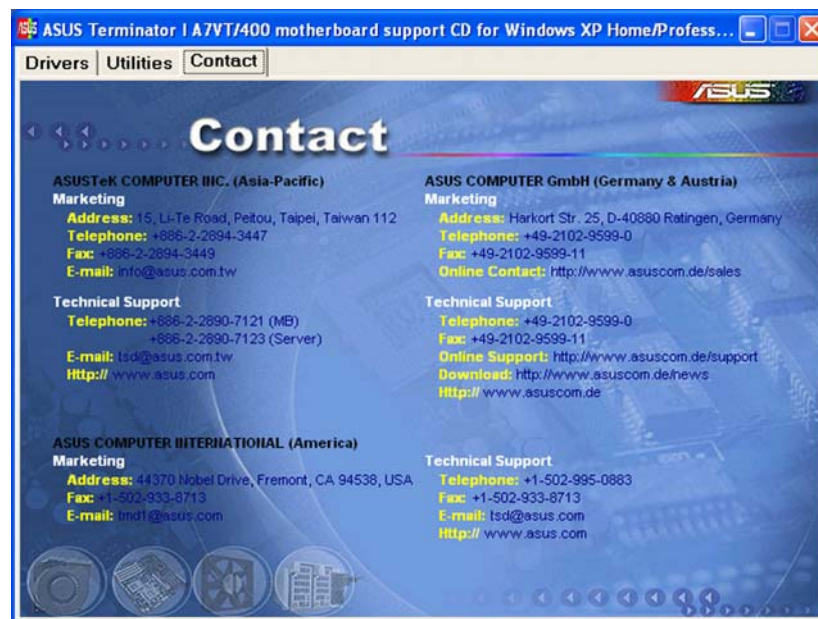 ASUS Terminator I A7VT/400 motherboard support CD for Windows XP Home/Profess...
Drivers Utilities Contact
ASUS
Contact
ASUSTeK COMPUTER INC. (Asia-Pacific)
Marketing
Address: 15, Li-Te Road, Peitou, Taipei, Taiwan 112
Telephone: +886-2-2894-3447
Fax: +886-2-2894-3449
E-mail: info@asus.com.tw
Technical Support
Telephone: +886-2-2890-7121 (MB)
+886-2-2890-7123 (Server)
E-mail: tsd@asus.com.tw
Http:// www.asus.com
ASUS COMPUTER GmbH (Germany & Austria)
Marketing
Address: Harkort Str. 25, D-40880 Ratingen, Germany
Telephone: +49-2102-9599-0
Fax: +49-2102-9599-11
Online Contact: http://www.asuscom.de/sales
Technical Support
Telephone: +49-2102-9599-0
Fax: +49-2102-9599-11
Online Support: http://www.asuscom.de/support
Download: http://www.asuscom.de/news
Http:// www.asuscom.de
ASUS COMPUTER INTERNATIONAL (America)
Marketing
Address: 44370 Nobel Drive, Fremont, CA 94538, USA
Fax: +1-502-933-8713
E-mail: tmd1@asus.com
Technical Support
Telephone: +1-502-995-0883
Fax: +1-502-933-8713
E-mail: tsd@asus.com
Http:// www.asus.com